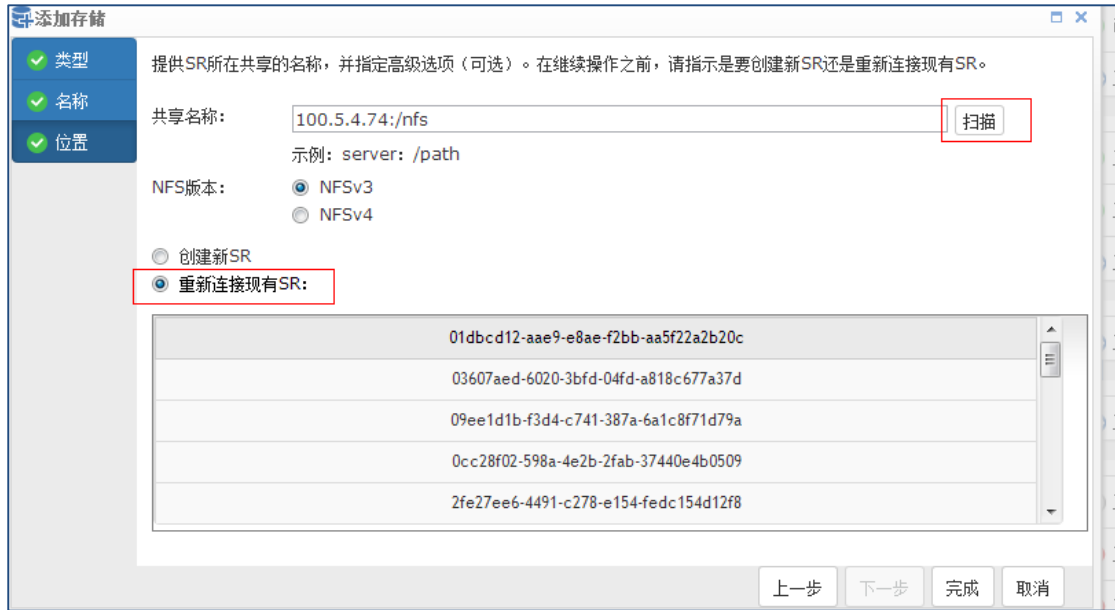 添加存储
类型
名称
位置
提供SR所在共享的名称，并指定高级选项（可选）。在继续操作之前，请指示是要创建新SR还是重新连接现有SR。
共享名称：
100.5.4.74:/nfs
扫描
示例：server：/path
NFS版本：
NFSv3
NFSv4
创建新SR
重新连接现有SR：
01dbcd12-aae9-e8ae-f2bb-aa5f22a2b20c
03607aed-6020-3bfd-04fd-a818c677a37d
09ee1d1b-f3d4-c741-387a-6a1c8f71d79a
0cc28f02-598a-4e2b-2fab-37440e4b0509
2fe27ee6-4491-c278-e154-fedc154d12f8
上一步
下一步
完成
取消